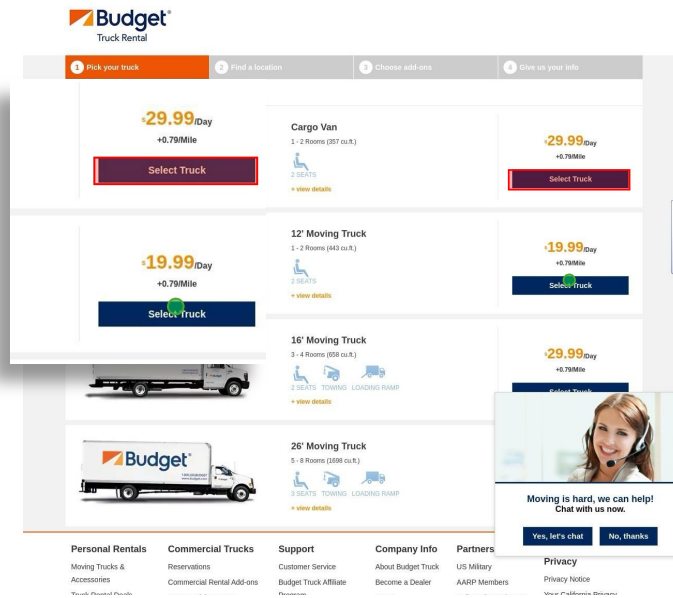 Budget®
Truck Rental
1 Pick your truck
2 Find a location
3 Choose add-ons
4 Give us your info
$29.99/Day
+0.79/Mile
Select Truck
$19.99/Day
+0.79/Mile
Select Truck
Cargo Van
1 - 2 Rooms (357 cu.ft.)
2 SEATS
+ view details
$29.99/Day
+0.79/Mile
Select Truck
12' Moving Truck
1 - 2 Rooms (443 cu.ft.)
2 SEATS
+ view details
$19.99/Day
+0.79/Mile
Select Truck
16' Moving Truck
3 - 4 Rooms (658 cu.ft.)
2 SEATS TOWING LOADING RAMP
+ view details
$29.99/Day
+0.79/Mile
Select Truck
Budget
26' Moving Truck
5 - 8 Rooms (1698 cu.ft.)
3 SEATS TOWING LOADING RAMP
+ view details
Moving is hard, we can help!
Chat with us now.
Yes, let's chat
No, thanks
Personal Rentals
Moving Trucks &
Accessories
Truck Rental Deals
Commercial Trucks
Reservations
Commercial Rental Add-ons
Support
Customer Service
Budget Truck Affiliate
Program
Company Info
About Budget Truck
Become a Dealer
Partners
US Military
AARP Members
Privacy
Privacy Notice
Your California Privacy